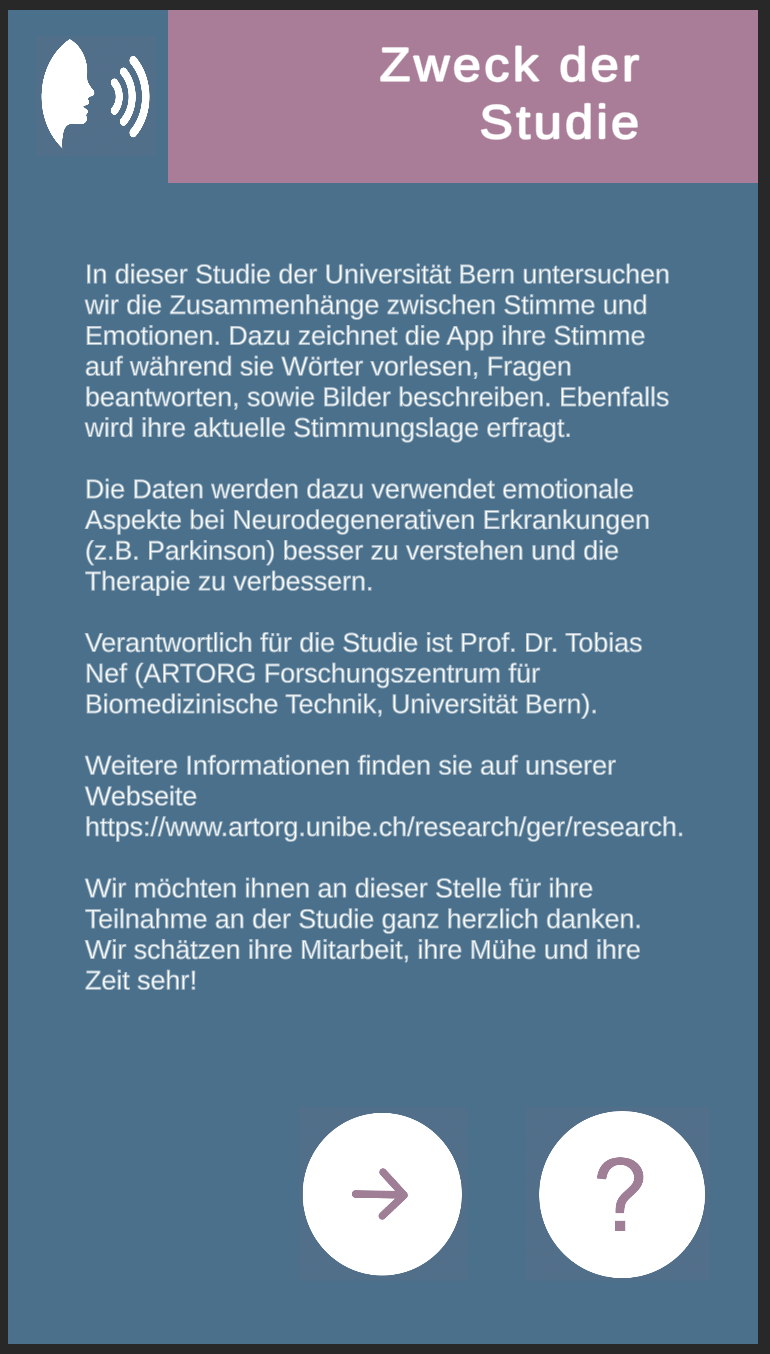 Zweck der
Studie
In dieser Studie der Universität Bern untersuchen
wir die Zusammenhänge zwischen Stimme und
Emotionen. Dazu zeichnet die App ihre Stimme
auf während sie Wörter vorlesen, Fragen
beantworten, sowie Bilder beschreiben. Ebenfalls
wird ihre aktuelle Stimmungslage erfragt.
Die Daten werden dazu verwendet emotionale
Aspekte bei Neurodegenerativen Erkrankungen
(z.B. Parkinson) besser zu verstehen und die
Therapie zu verbessern.
Verantwortlich für die Studie ist Prof. Dr. Tobias
Nef (ARTORG Forschungszentrum für
Biomedizinische Technik, Universität Bern).
Weitere Informationen finden sie auf unserer
Webseite
https://www.artorg.unibe.ch/research/ger/research.
Wir möchten ihnen an dieser Stelle für ihre
Teilnahme an der Studie ganz herzlich danken.
Wir schätzen ihre Mitarbeit, ihre Mühe und ihre
Zeit sehr!
?